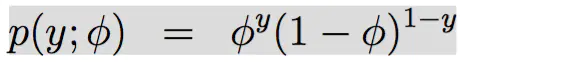 p(y; ϕ) = ϕ^y(1 − ϕ)^{1−y}